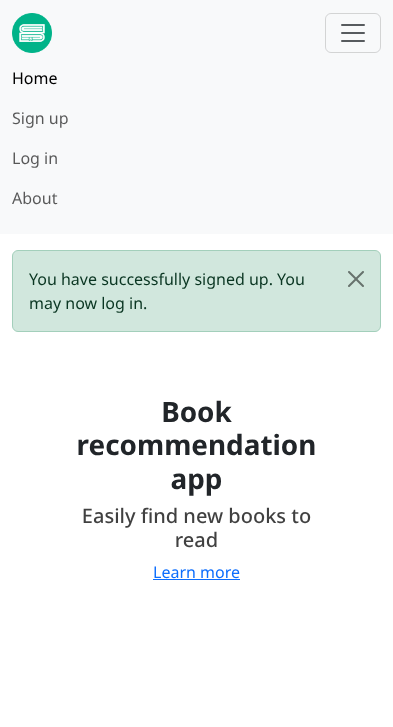 Home
Sign up
Log in
About
You have successfully signed up. You
may now log in.
Book
recommendation
app
Easily find new books to
read
Learn more